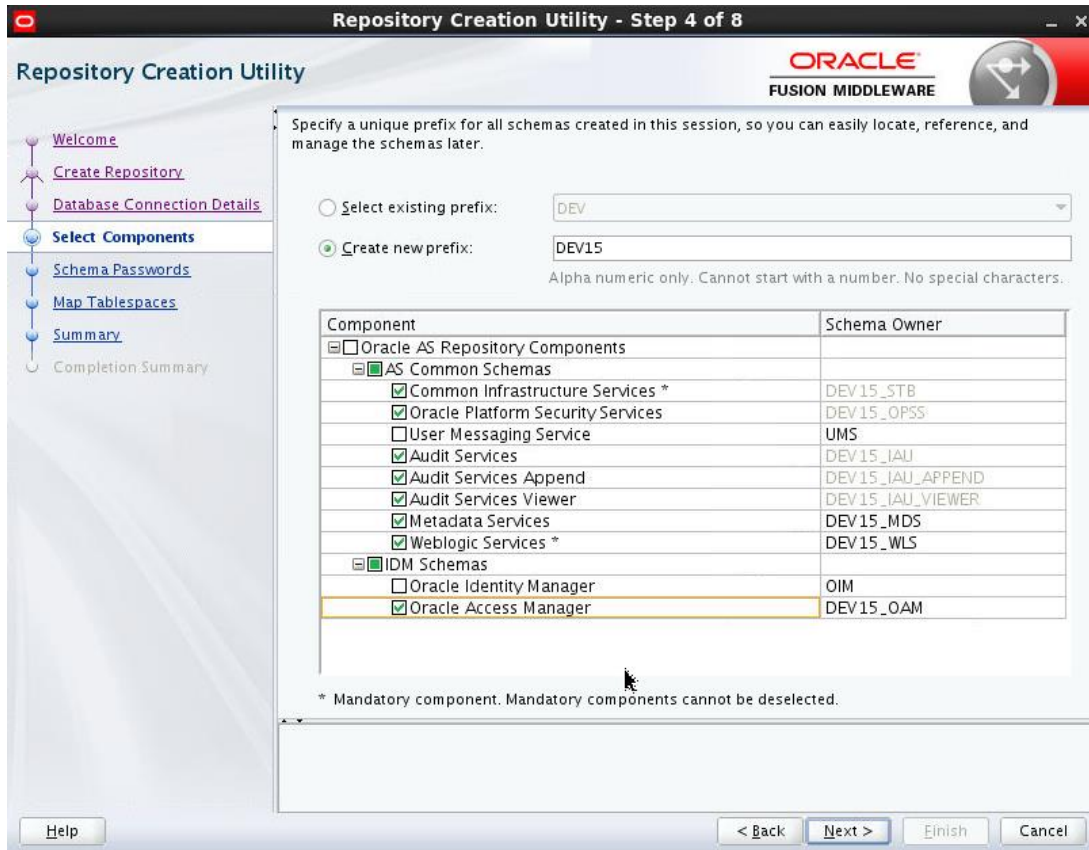 Repository Creation Utility - Step 4 of 8
Repository Creation Utility
ORACLE
FUSION MIDDLEWARE
Welcome
Create Repository
Database Connection Details
Select Components
Schema Passwords
Map Tablespaces
Summary
Completion Summary
Specify a unique prefix for all schemas created in this session, so you can easily locate, reference, and
manage the schemas later.
Select existing prefix: DEV
Create new prefix: DEV15
Alpha numeric only. Cannot start with a number. No special characters.
Component Schema Owner
Oracle AS Repository Components
AS Common Schemas
Common Infrastructure Services * DEV15_STB
Oracle Platform Security Services DEV15_OPSS
User Messaging Service UMS
Audit Services DEV15_IAU
Audit Services Append DEV15_IAU_APPEND
Audit Services Viewer DEV15_IAU_VIEWER
Metadata Services DEV15_MDS
Weblogic Services * DEV15_WLS
IDM Schemas
Oracle Identity Manager OIM
Oracle Access Manager DEV15_OAM
* Mandatory component. Mandatory components cannot be deselected.
Help < Back Next > Finish Cancel